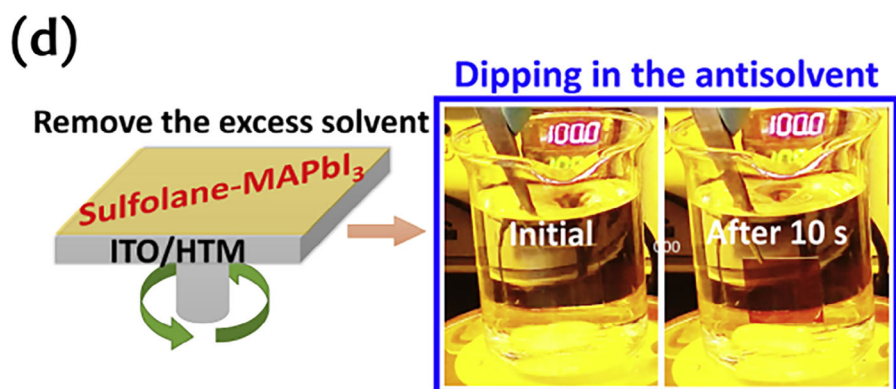 (d)
Dipping in the antisolvent
Remove the excess solvent
Sulfolane-MAPbI₃
ITO/HTM
100.0
Initial
100.0
After 10 s